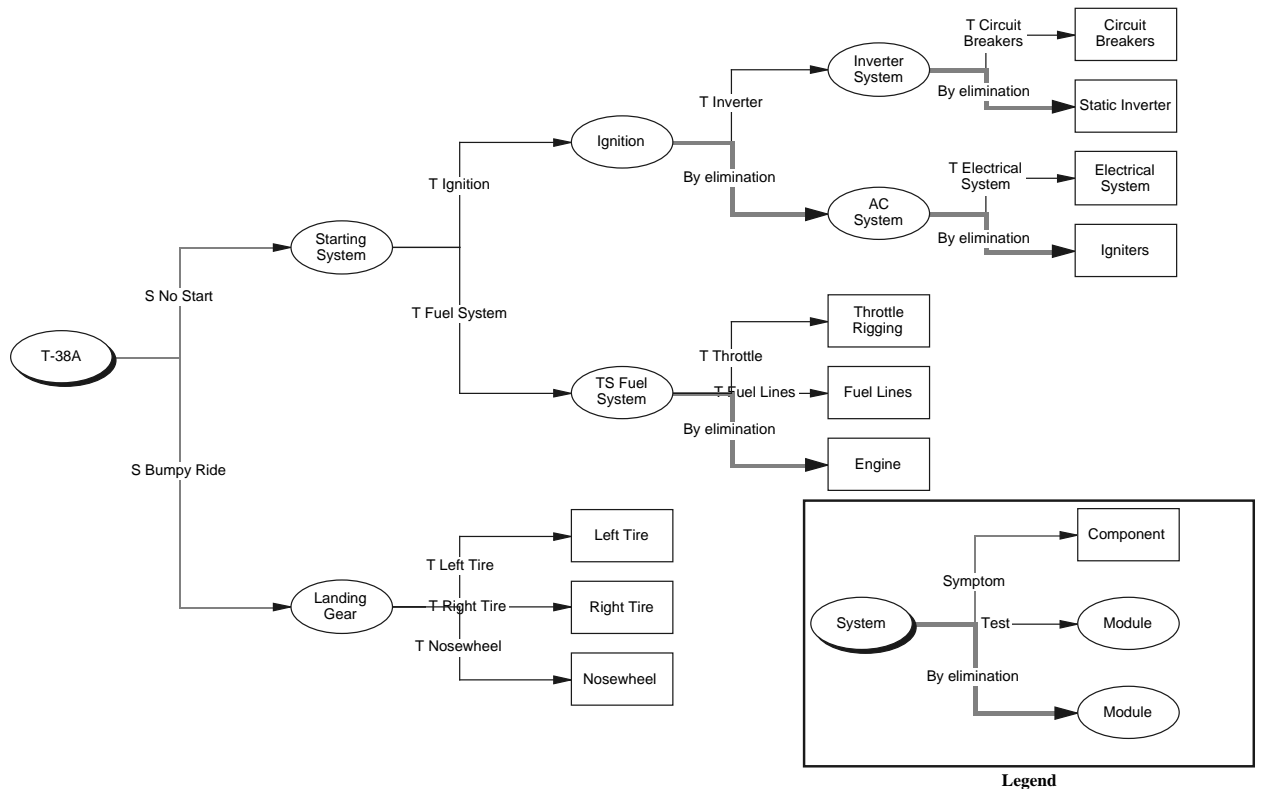 T Circuit
Breakers
Circuit
Breakers
Inverter
System
By elimination
Static Inverter
T Inverter
Ignition
T Electrical
System
Electrical
System
By elimination
T Ignition
AC
System
By elimination
Igniters
Starting
System
S No Start
T Fuel System
Throttle
Rigging
T-38A
T Throttle
TS Fuel
System
T Fuel Lines
Fuel Lines
By elimination
Engine
S Bumpy Ride
Left Tire
T Left Tire
Landing
Gear
T Right Tire
Right Tire
T Nosewheel
Nosewheel
Component
Symptom
System
Test
Module
By elimination
Module
Legend